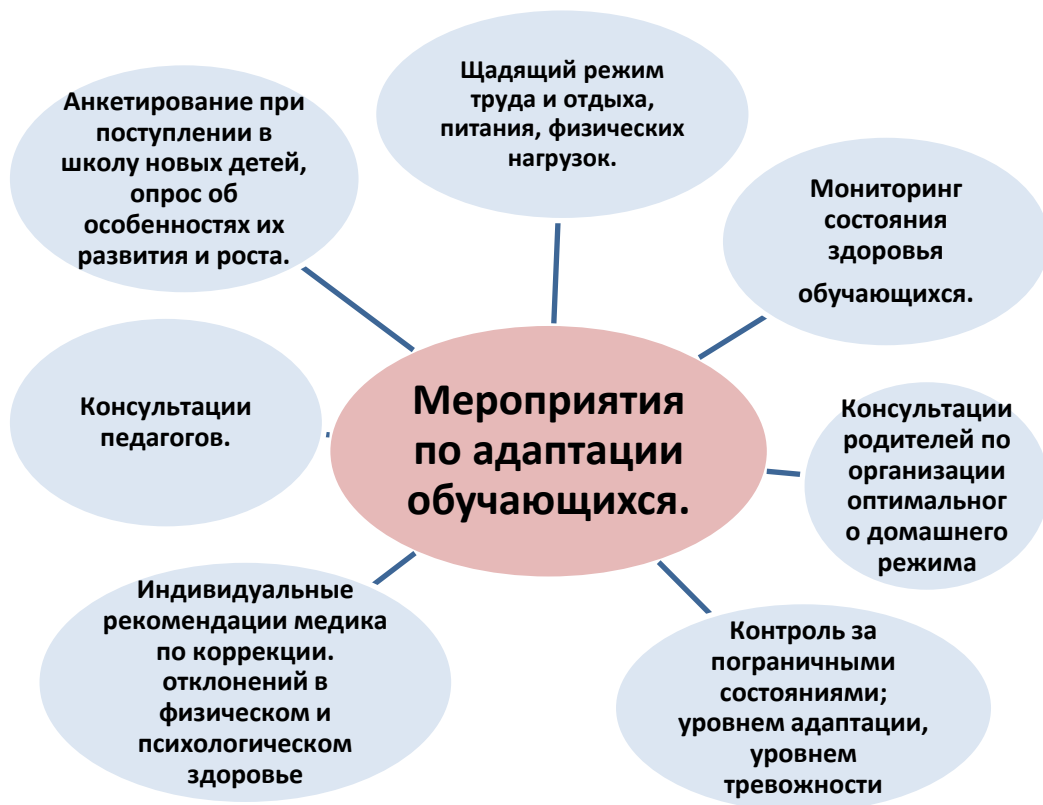 Щадящий режим
труда и отдыха,
питания, физических
нагрузок.
Анкетирование при
поступлении в
школу новых детей,
опрос об
особенностях их
развития и роста.
Мониторинг
состояния
здоровья
обучающихся.
Консультации
педагогов.
Мероприятия
по адаптации
обучающихся.
Консультации
родителей по
организации
оптимальног
о домашнего
режима
Индивидуальные
рекомендации медика
по коррекции.
отклонений в
физическом и
психологическом
здоровье
Контроль за
пограничными
состояниями;
уровнем адаптации,
уровнем
тревожности